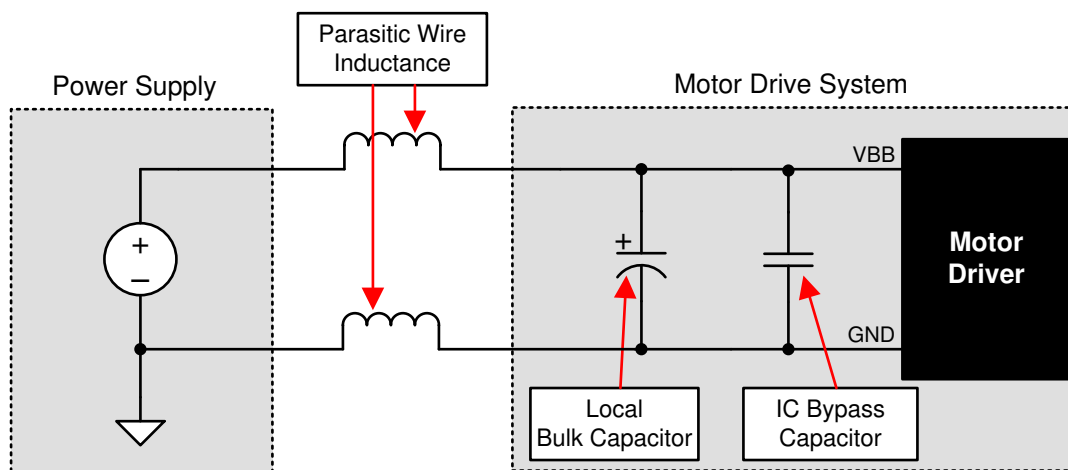 Parasitic Wire
Inductance
Power Supply
Motor Drive System
VBB
+
–
+
Motor
Driver
GND
Local
Bulk Capacitor
IC Bypass
Capacitor